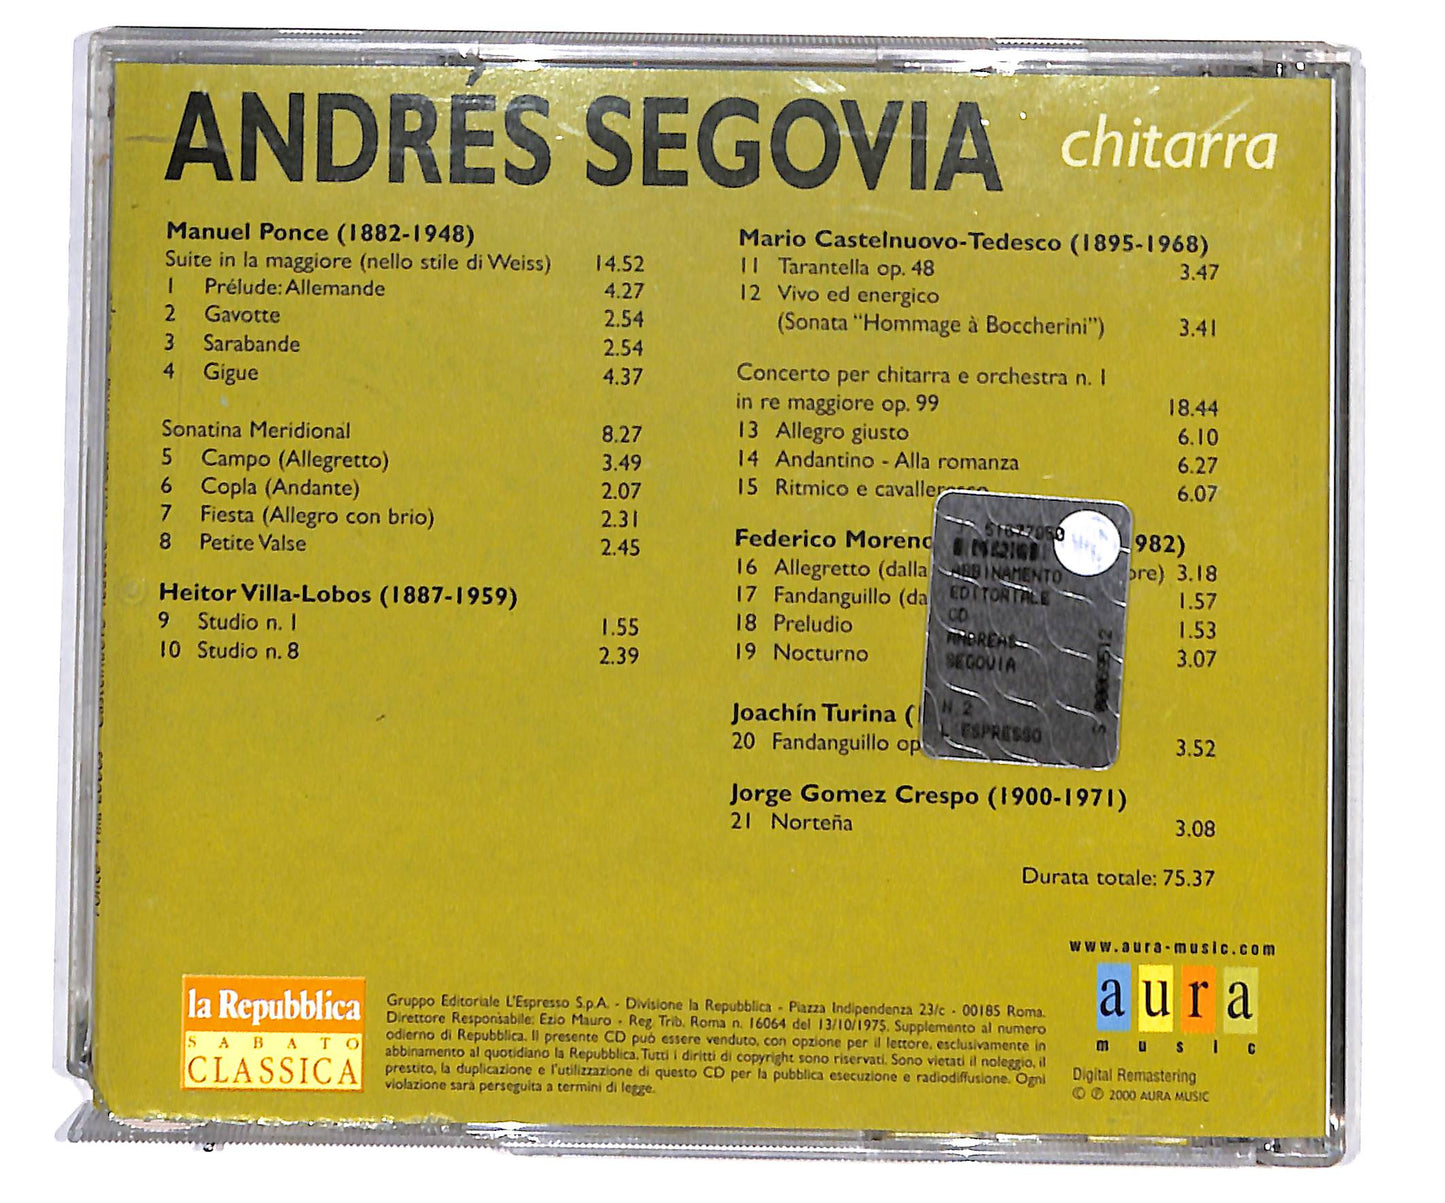 ANDRÉS SEGOVIA
chitarra
Manuel Ponce (1882-1948)
Suite in la maggiore (nello stile di Weiss) 14.52
1 Prélude: Allemande 4.27
2 Gavotte 2.54
3 Sarabande 2.54
4 Gigue 4.37
Sonatina Meridional 8.27
5 Campo (Allegretto) 3.49
6 Copla (Andante) 2.07
7 Fiesta (Allegro con brio) 2.31
8 Petite Valse 2.45
Heitor Villa-Lobos (1887-1959)
9 Studio n. 1 1.55
10 Studio n. 8 2.39
Mario Castelnuovo-Tedesco (1895-1968)
11 Tarantella op. 48 3.47
12 Vivo ed energico
(Sonata "Hommage à Boccherini") 3.41
Concerto per chitarra e orchestra n. 1
in re maggiore op. 99 18.44
13 Allegro giusto 6.10
14 Andantino - Alla romanza 6.27
15 Ritmico e 6.07
Federico 982)
16 Allegretto (dalla ore) 3.18
17 Fandanguillo (da 1.57
18 Preludio 1.53
19 Nocturno 3.07
Joachín Turina (
20 Fandanguillo op 3.52
Jorge Gomez Crespo (1900-1971)
21 Norteña 3.08
Durata totale: 75.37
ABBINAMENTO
EDITORIALE
CD
ANDREAS
SEGOVIA
N 2
L ESPRESSO
la Repubblica
SABATO
CLASSICA
Gruppo Editoriale L'Espresso S.p.A. - Divisione la Repubblica - Piazza Indipendenza 23/c - 00185 Roma.
Direttore Responsabile: Ezio Mauro - Reg. Trib. Roma n. 16064 del 13/10/1975. Supplemento al numero
odierno di Repubblica. Il presente CD può essere venduto, con opzione per il lettore, esclusivamente in
abbinamento al quotidiano la Repubblica. Tutti i diritti di copyright sono riservati. Sono vietati il noleggio, il
prestito, la duplicazione e l'utilizzazione di questo CD per la pubblica esecuzione e radiodiffusione. Ogni
violazione sarà perseguita a termini di legge.
www.aura-music.com
aura
music
Digital Remastering
© ℗ 2000 AURA MUSIC